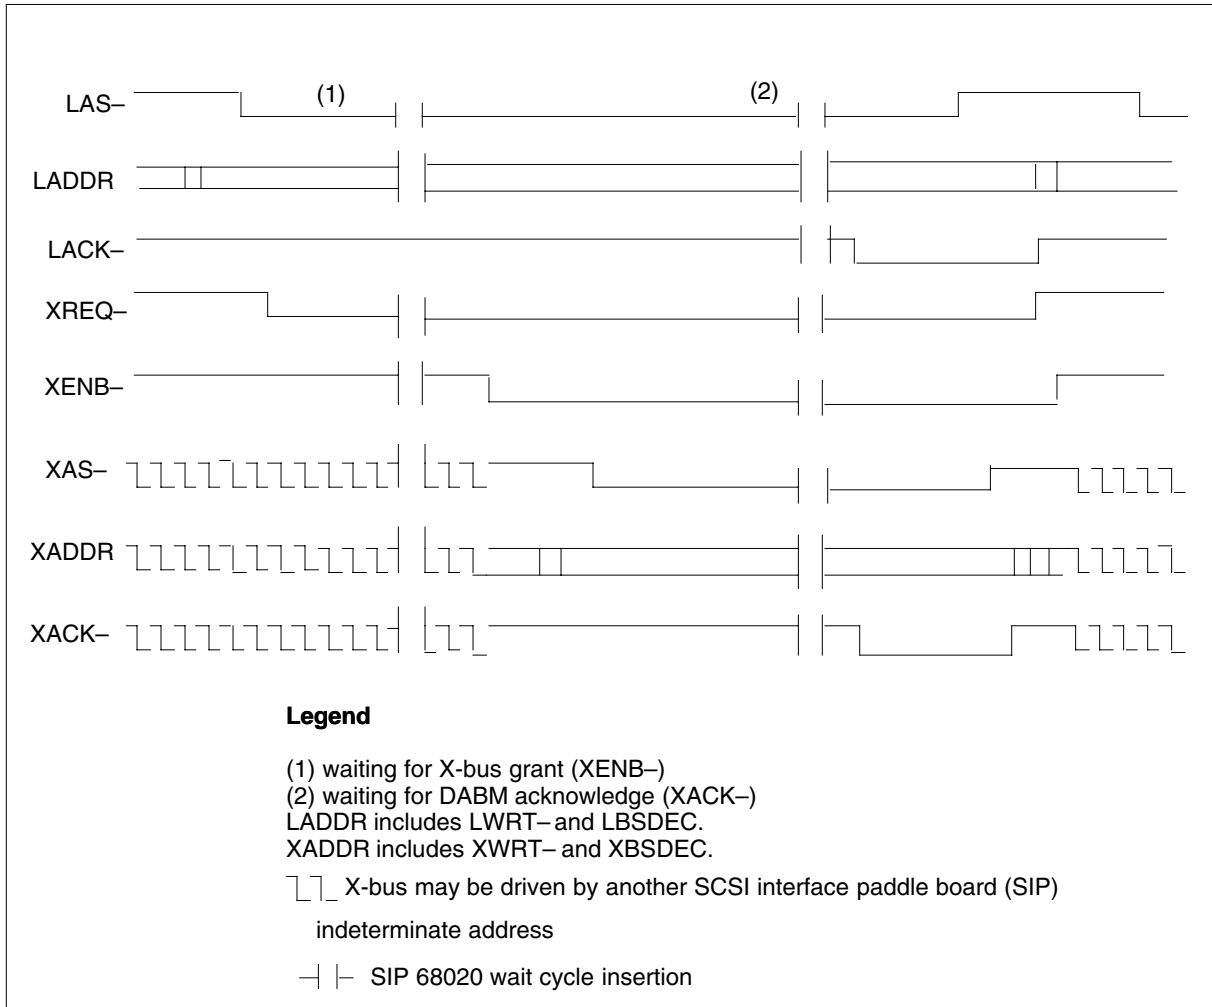 (1)
(2)
LAS–
LADDR
LACK–
XREQ–
XENB–
XAS–
XADDR
XACK–
Legend
(1) waiting for X-bus grant (XENB–)
(2) waiting for DABM acknowledge (XACK–)
LADDR includes LWRT– and LBSDEC.
XADDR includes XWRT– and XBSDEC.
X-bus may be driven by another SCSI interface paddle board (SIP)
indeterminate address
SIP 68020 wait cycle insertion